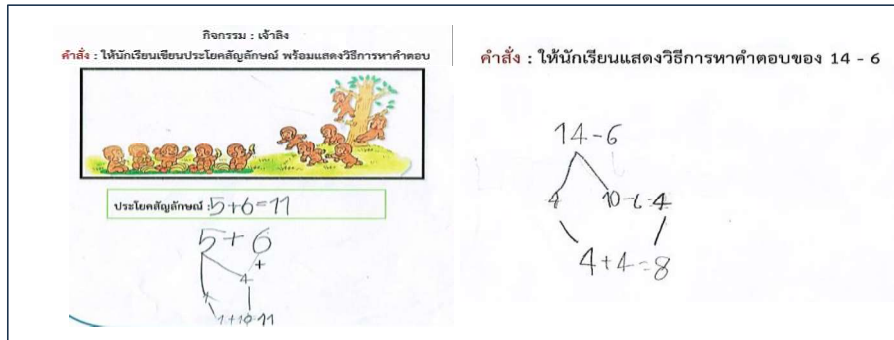 กิจกรรม : เจ้าลิง
คำสั่ง : ให้นักเรียนเขียนประโยคสัญลักษณ์ พร้อมแสดงวิธีการหาคำตอบ
ประโยคสัญลักษณ์ : 5+6=11
5+6
+
4
1+10=11
คำสั่ง : ให้นักเรียนแสดงวิธีการหาคำตอบของ 14 - 6
14-6
4 10-6=4
4+4=8